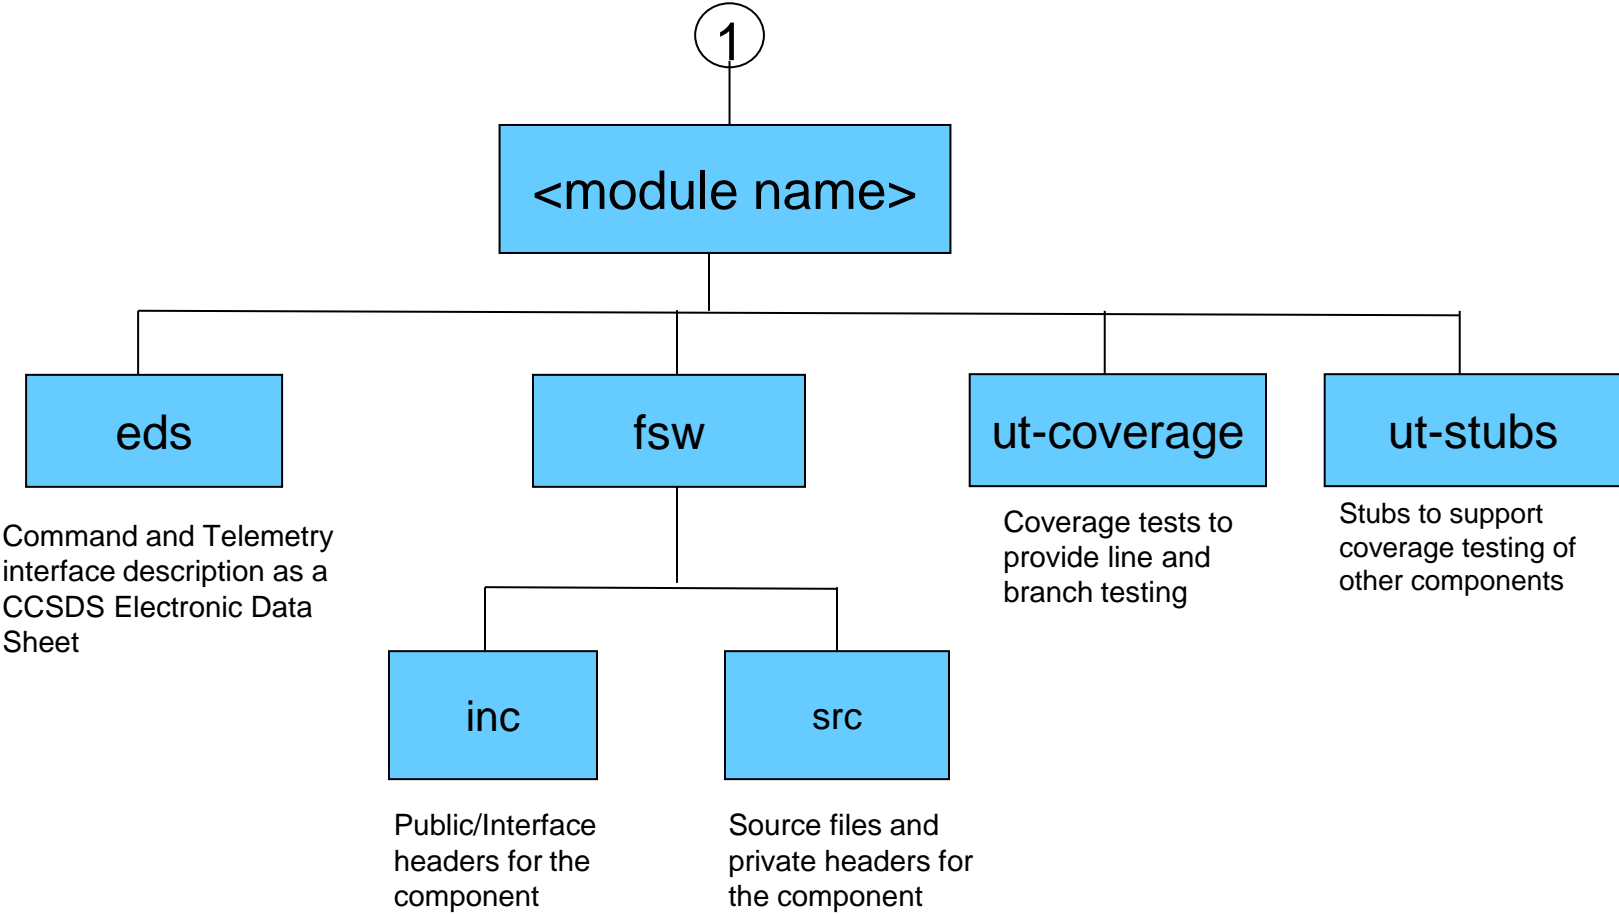 1
<module name>
eds
fsw
ut-coverage
ut-stubs
Command and Telemetry
interface description as a
CCSDS Electronic Data
Sheet
Coverage tests to
provide line and
branch testing
Stubs to support
coverage testing of
other components
inc
src
Public/Interface
headers for the
component
Source files and
private headers for
the component